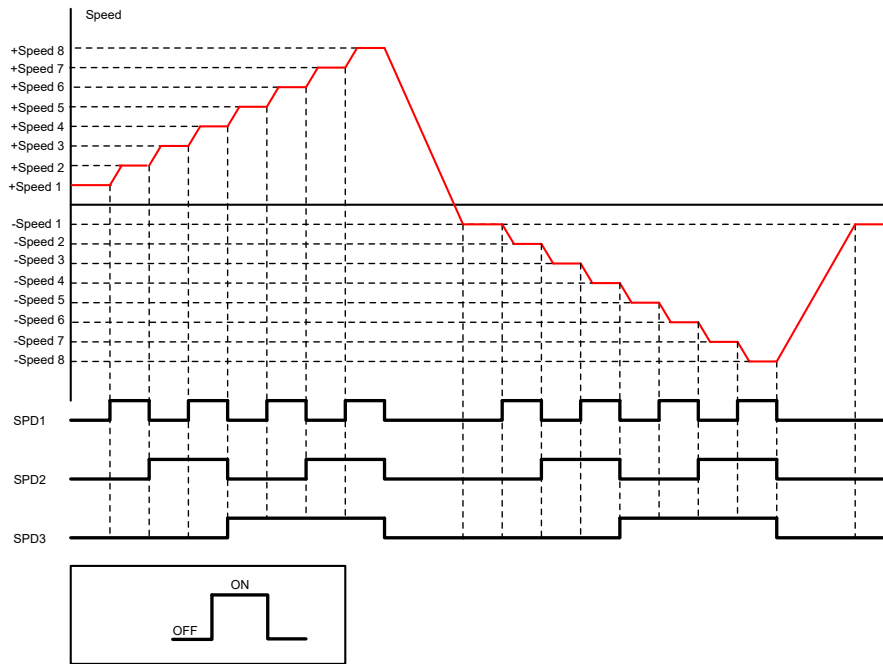 Speed
+Speed 8
+Speed 7
+Speed 6
+Speed 5
+Speed 4
+Speed 3
+Speed 2
+Speed 1
-Speed 1
-Speed 2
-Speed 3
-Speed 4
-Speed 5
-Speed 6
-Speed 7
-Speed 8
SPD1
SPD2
SPD3
ON
OFF